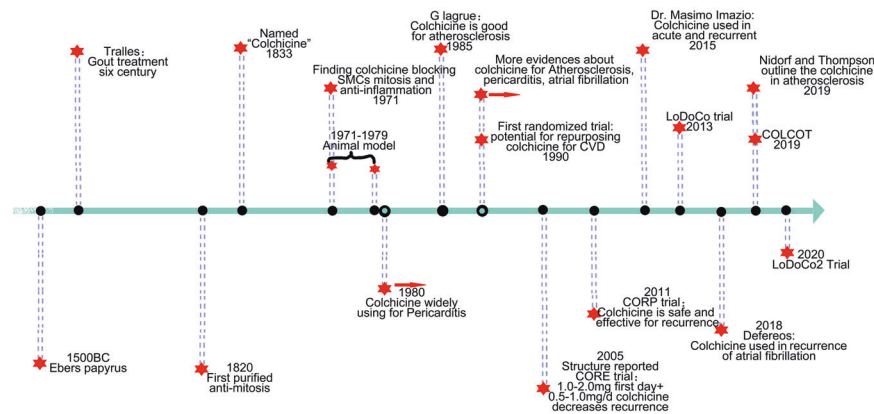 Tralles:
Gout treatment
six century
Named
“Colchicine”
1833
Finding colchicine blocking
SMCs mitosis and
anti-inflammation
1971
1971-1979
Animal model
G lagrue:
Colchicine is good
for atherosclerosis
1985
More evidences about
colchicine for Atherosclerosis,
pericarditis, atrial fibrillation
First randomized trial:
potential for repurposing
colchicine for CVD
1990
Dr. Masimo Imazio:
Colchicine used in
acute and recurrent
2015
LoDoCo trial
2013
Nidorf and Thompson
outline the colchicine
in atherosclerosis
2019
COLCOT
2019
1500BC
Ebers papyrus
1820
First purified
anti-mitosis
1980
Colchicine widely
using for Pericarditis
2005
Structure reported
CORE trial:
1.0-2.0mg first day+
0.5-1.0mg/d colchicine
decreases recurrence
2011
CORP trial:
Colchicine is safe and
effective for recurrence
2018
Defereos:
Colchicine used in recurrence
of atrial fibrillation
2020
LoDoCo2 Trial